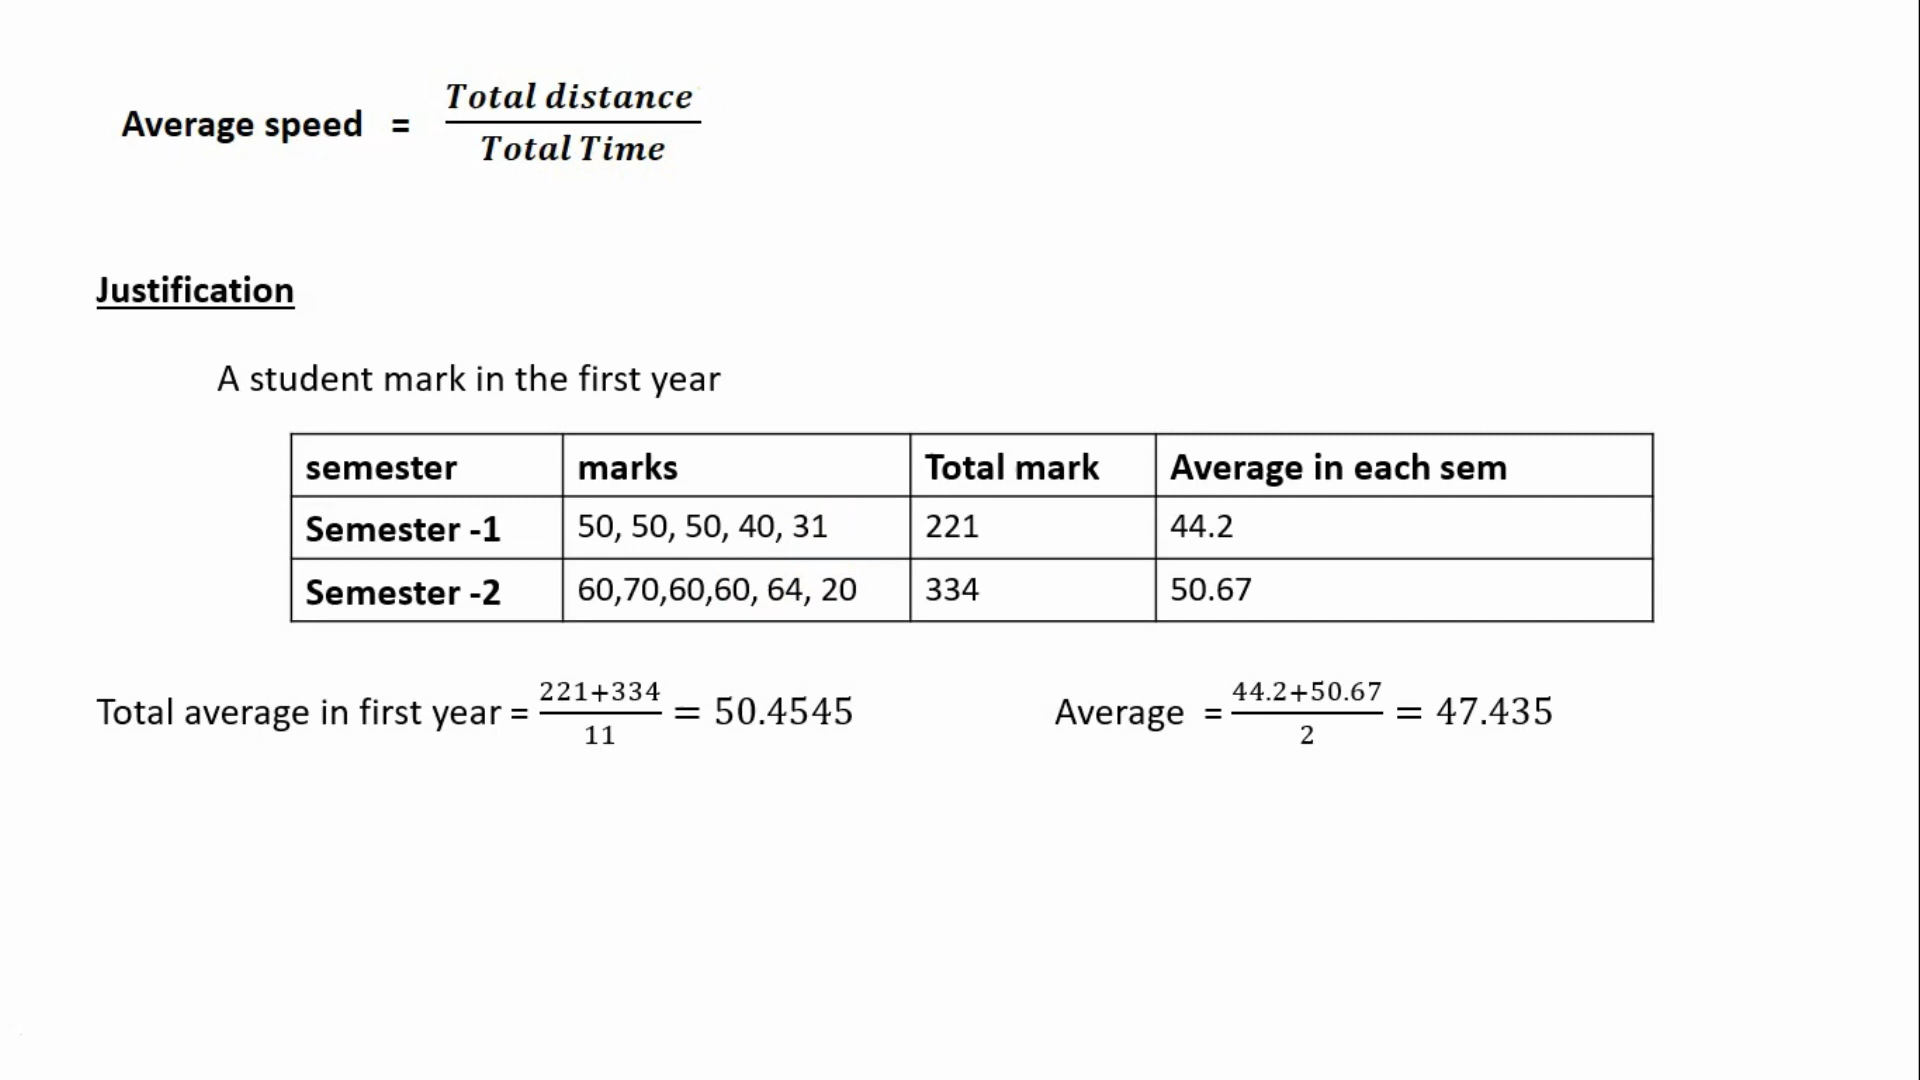 Average speed = Total distance / Total Time
Justification
A student mark in the first year
semester marks Total mark Average in each sem
Semester -1 50, 50, 50, 40, 31 221 44.2
Semester -2 60,70,60,60, 64, 20 334 50.67
Total average in first year = 221+334 / 11 = 50.4545 Average = 44.2+50.67 / 2 = 47.435